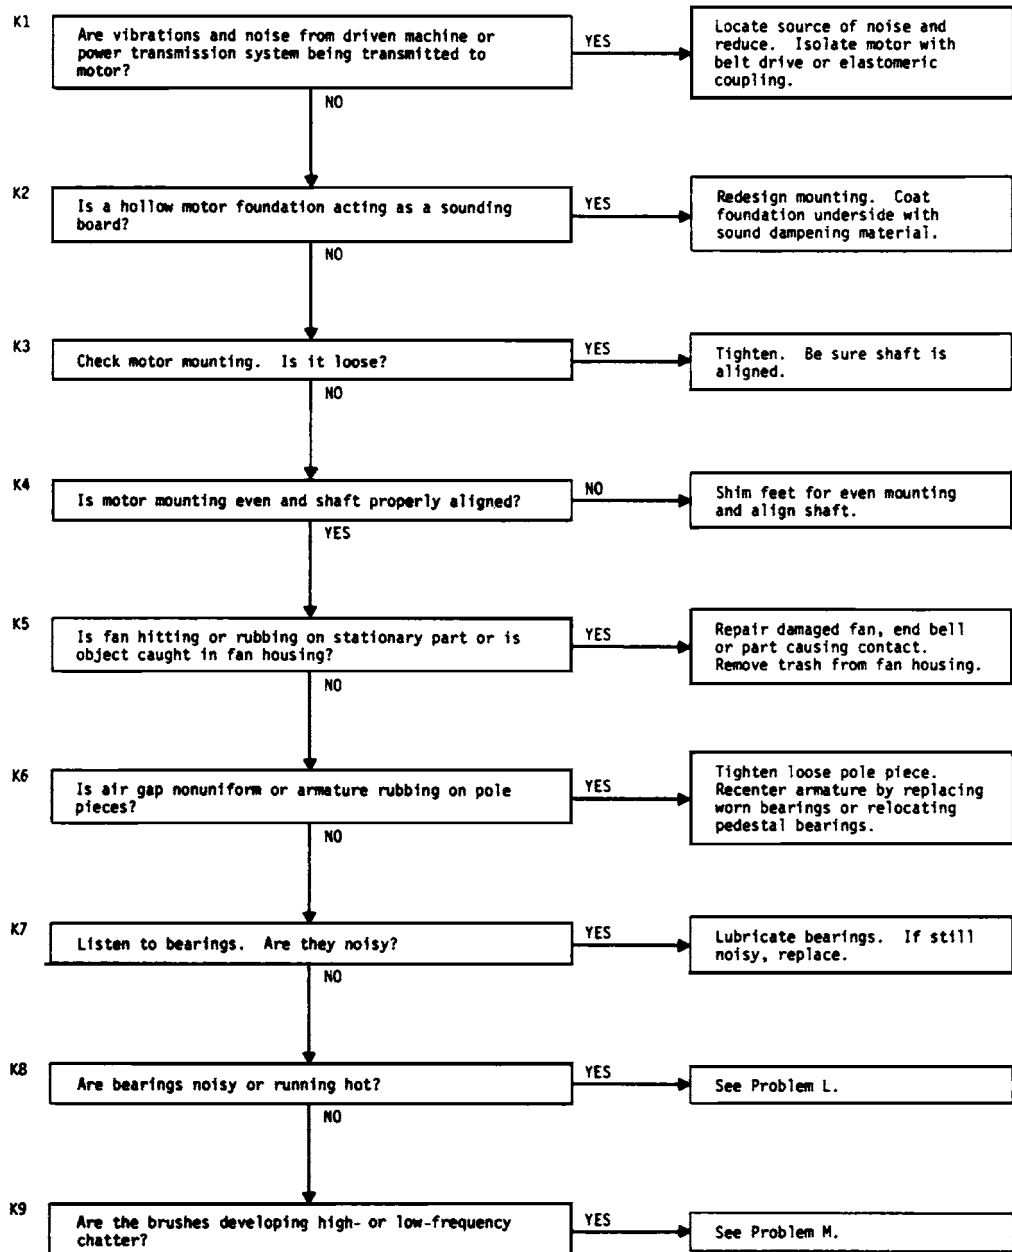 K1
Are vibrations and noise from driven machine or
power transmission system being transmitted to
motor?
YES
Locate source of noise and
reduce. Isolate motor with
belt drive or elastomeric
coupling.
NO
K2
Is a hollow motor foundation acting as a sounding
board?
YES
Redesign mounting. Coat
foundation underside with
sound dampening material.
NO
K3
Check motor mounting. Is it loose?
YES
Tighten. Be sure shaft is
aligned.
NO
K4
Is motor mounting even and shaft properly aligned?
NO
Shim feet for even mounting
and align shaft.
YES
K5
Is fan hitting or rubbing on stationary part or is
object caught in fan housing?
YES
Repair damaged fan, end bell
or part causing contact.
Remove trash from fan housing.
NO
K6
Is air gap nonuniform or armature rubbing on pole
pieces?
YES
Tighten loose pole piece.
Recenter armature by replacing
worn bearings or relocating
pedestal bearings.
NO
K7
Listen to bearings. Are they noisy?
YES
Lubricate bearings. If still
noisy, replace.
NO
K8
Are bearings noisy or running hot?
YES
See Problem L.
NO
K9
Are the brushes developing high- or low-frequency
chatter?
YES
See Problem M.